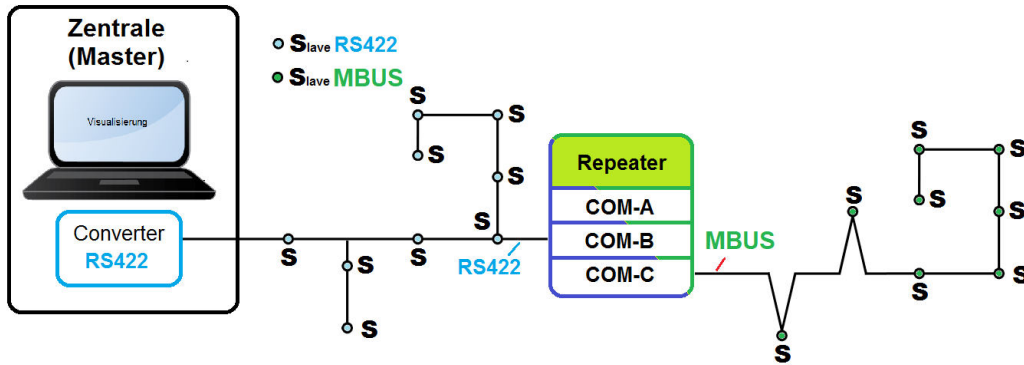 Zentrale
(Master)
Visualisierung
Converter
RS422
Slave RS422
Slave MBUS
S
S
S
S
S
S
S
S
S
Repeater
COM-A
COM-B
COM-C
RS422
MBUS
S
S
S
S
S
S
S
S